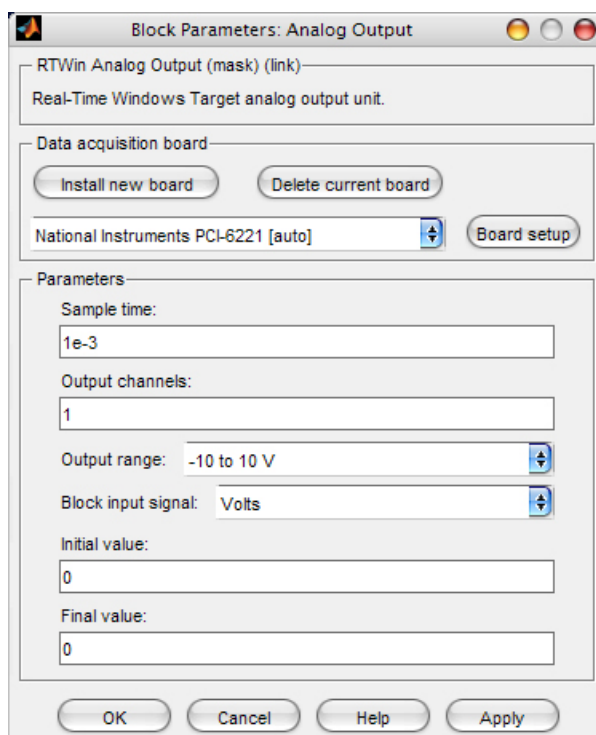 Block Parameters: Analog Output
RTWin Analog Output (mask) (link)
Real-Time Windows Target analog output unit.
Data acquisition board
Install new board Delete current board
National Instruments PCI-6221 [auto] Board setup
Parameters
Sample time:
1e-3
Output channels:
1
Output range: -10 to 10 V
Block input signal: Volts
Initial value:
0
Final value:
0
OK Cancel Help Apply